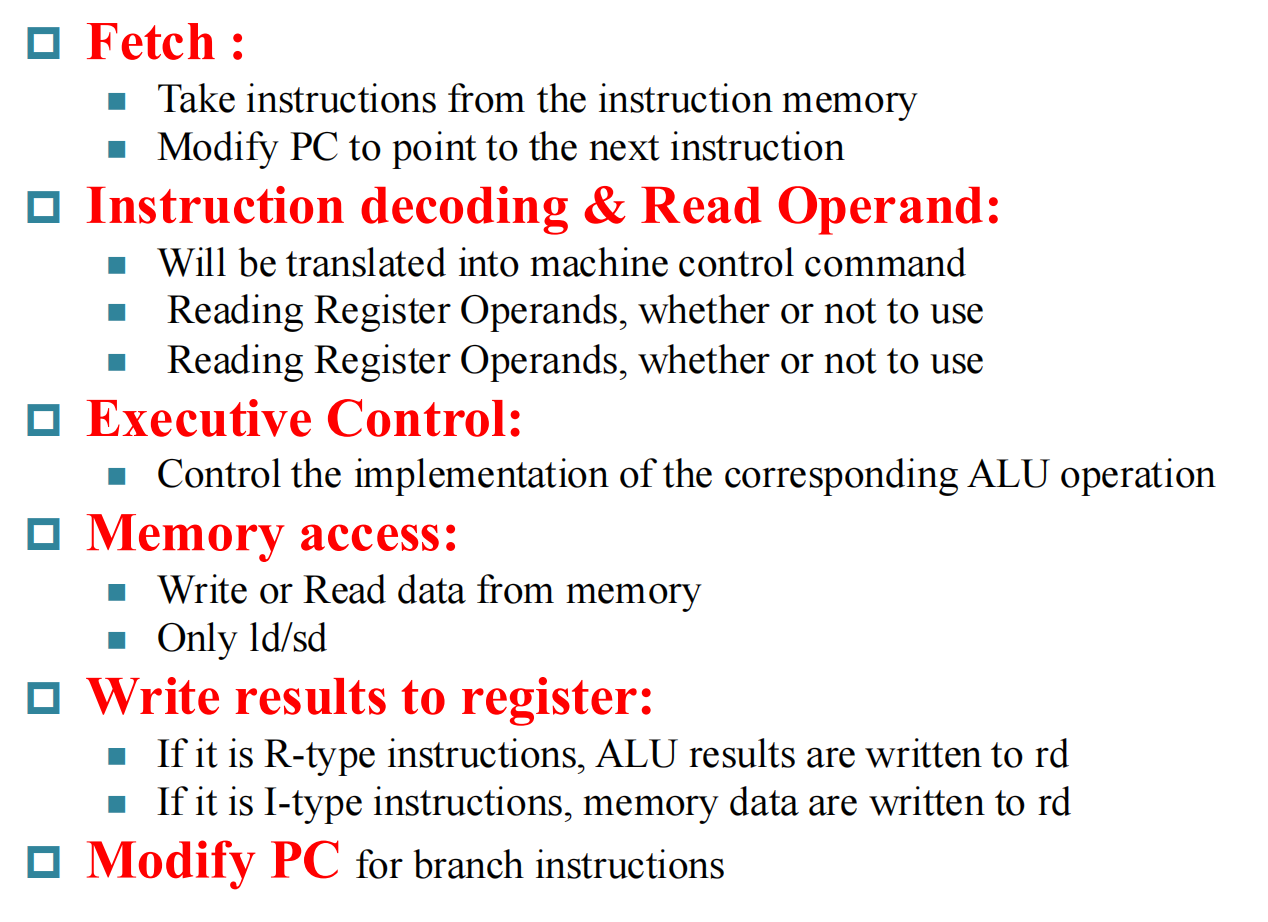 Fetch :
Take instructions from the instruction memory
Modify PC to point to the next instruction
Instruction decoding & Read Operand:
Will be translated into machine control command
Reading Register Operands, whether or not to use
Reading Register Operands, whether or not to use
Executive Control:
Control the implementation of the corresponding ALU operation
Memory access:
Write or Read data from memory
Only ld/sd
Write results to register:
If it is R-type instructions, ALU results are written to rd
If it is I-type instructions, memory data are written to rd
Modify PC for branch instructions